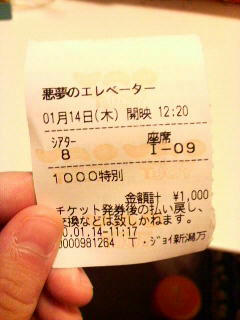 悪夢のエレベーター
01月14日(木) 開映 12:20
シアター 座席
8 I-09
1000特別
金額計 ¥1,000
チケット発券後の払い戻し、
交換などは致しかねます。
0.01.14-11:17
0000981264 T・ジョイ新潟万